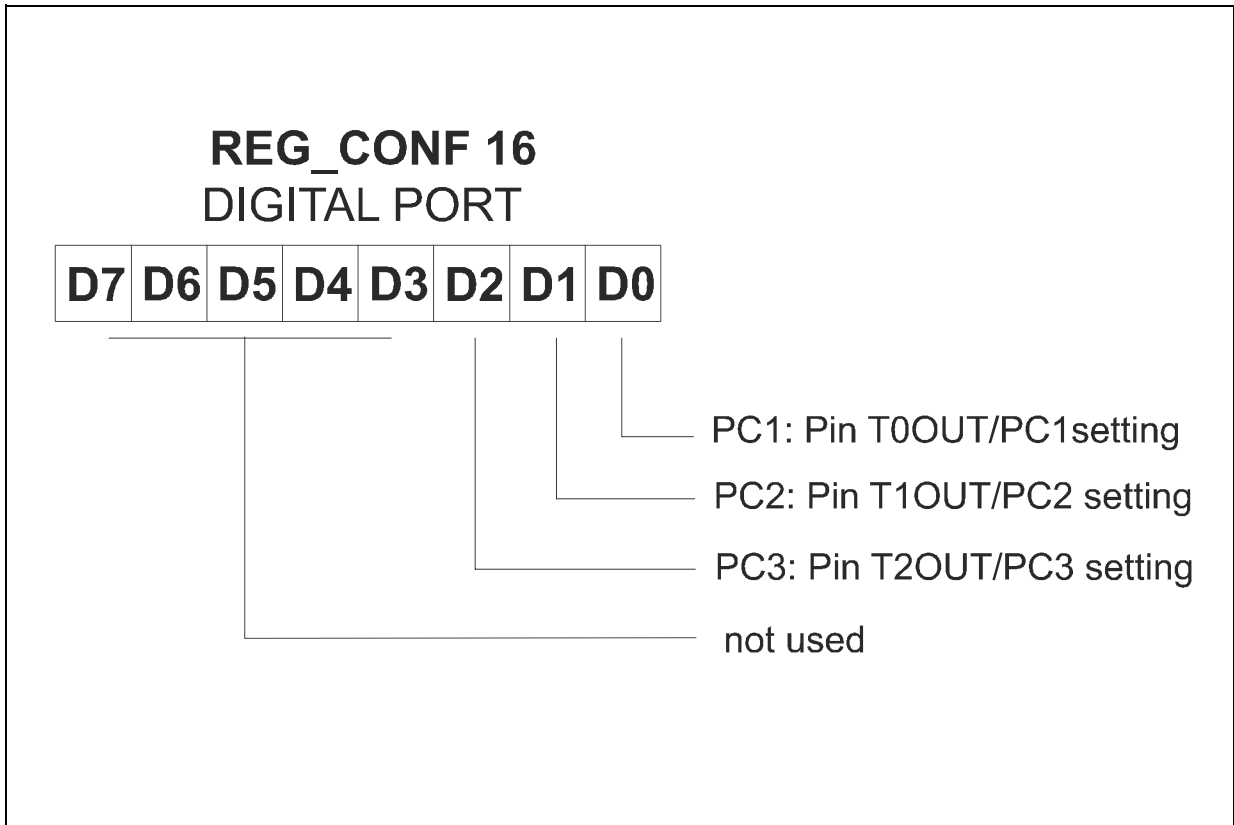 REG_CONF 16
DIGITAL PORT
D7 D6 D5 D4 D3 D2 D1 D0
PC1: Pin T0OUT/PC1setting
PC2: Pin T1OUT/PC2 setting
PC3: Pin T2OUT/PC3 setting
not used